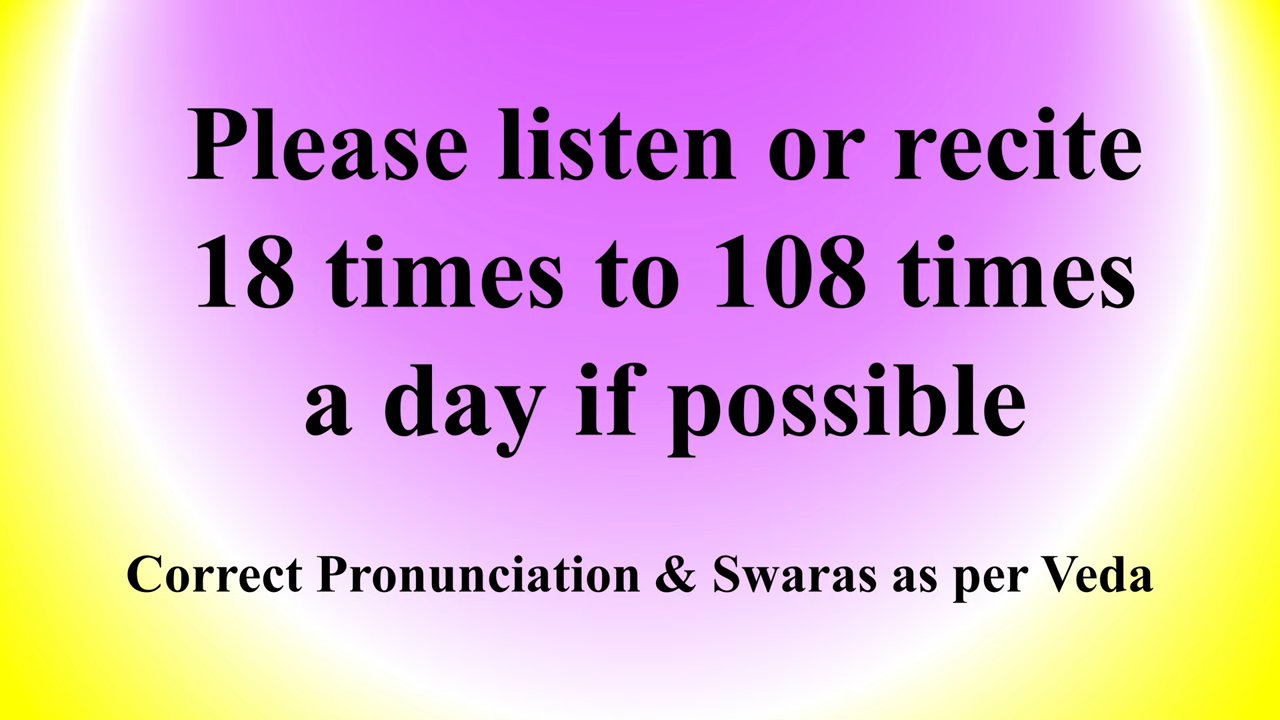 Please listen or recite
18 times to 108 times
a day if possible
Correct Pronunciation & Swaras as per Veda